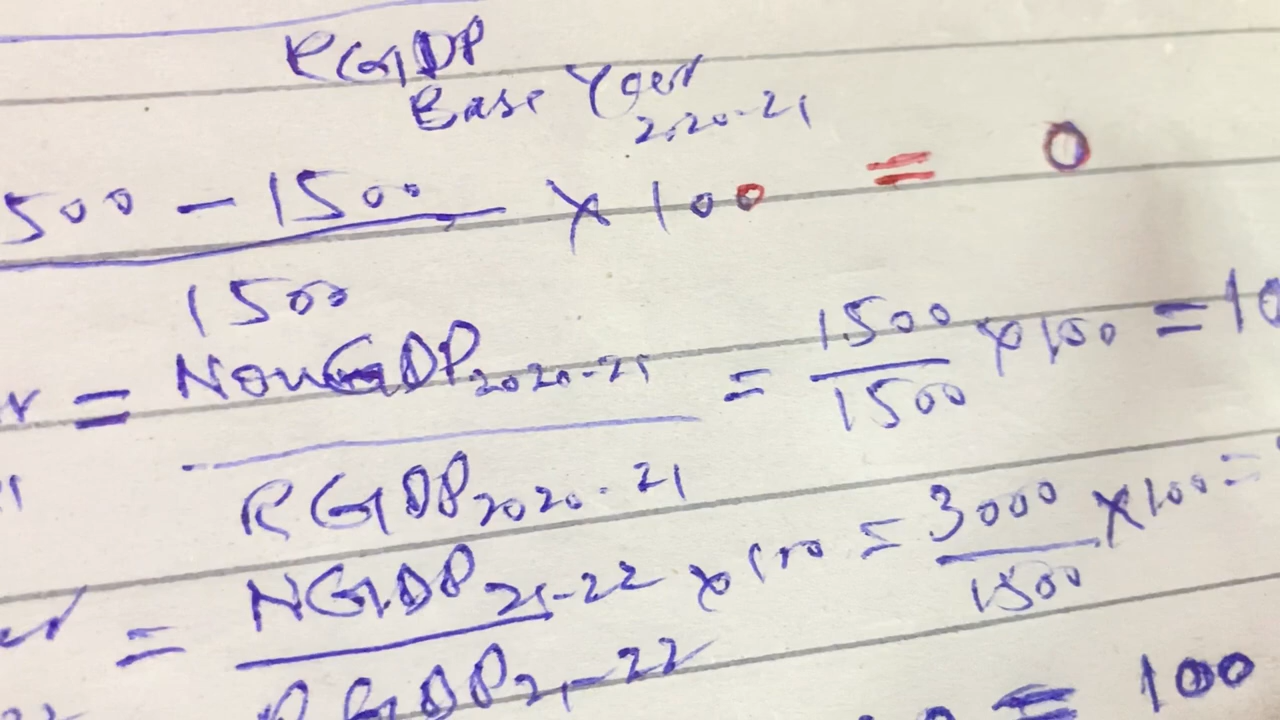 RGDP
Base Year 2020-21
500 - 1500 × 100 = 0
1500
= NomGDP2020-21 = 1500 × 100 = 10
RGDP2020-21 1500
= NGDP21-22 × 100 = 3000 × 100 =
RGDP21-22 1500
= 100